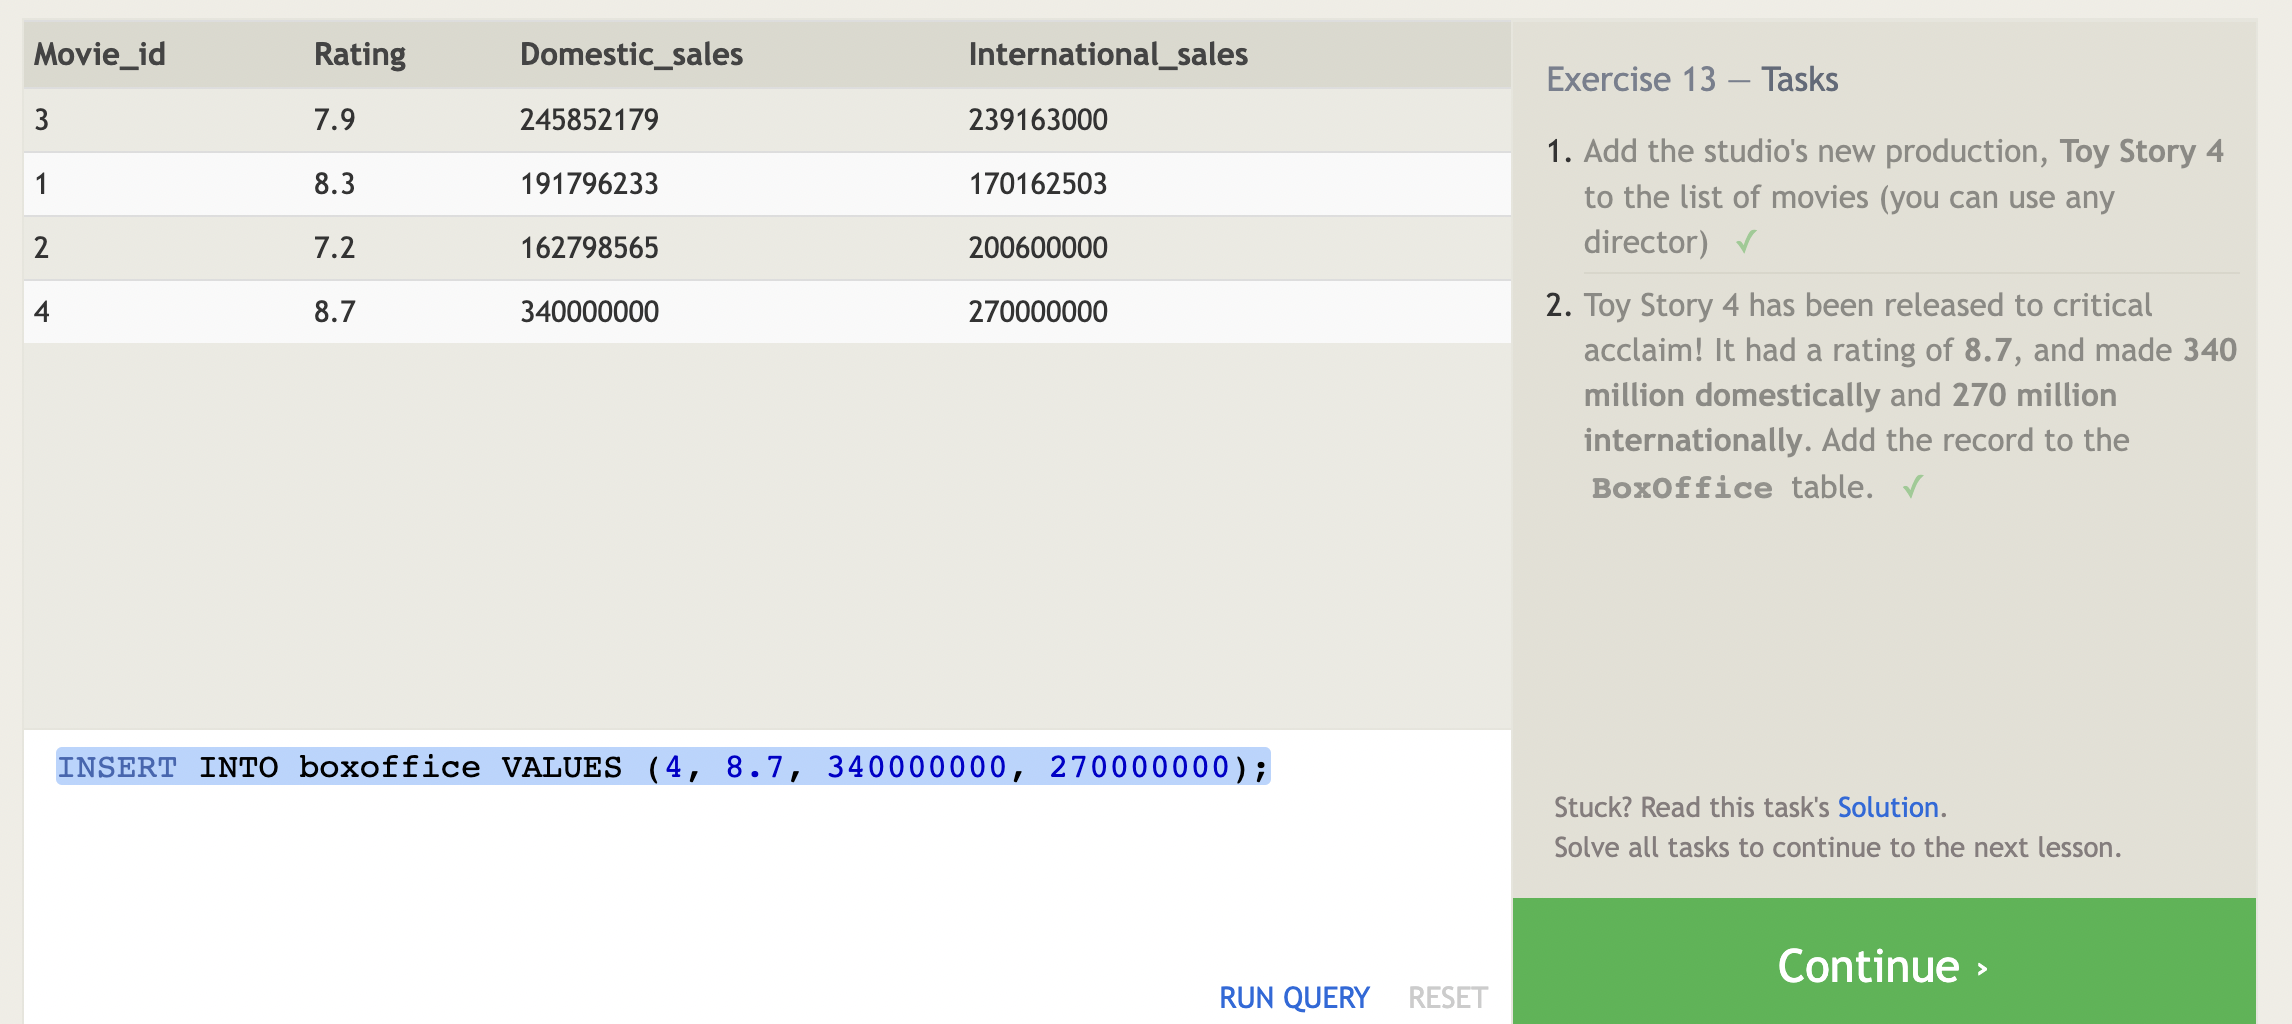 Movie_id Rating Domestic_sales International_sales
3 7.9 245852179 239163000
1 8.3 191796233 170162503
2 7.2 162798565 200600000
4 8.7 340000000 270000000
INSERT INTO boxoffice VALUES (4, 8.7, 340000000, 270000000);
RUN QUERY RESET
Exercise 13 — Tasks
1. Add the studio's new production, Toy Story 4
to the list of movies (you can use any
director) ✓
2. Toy Story 4 has been released to critical
acclaim! It had a rating of 8.7, and made 340
million domestically and 270 million
internationally. Add the record to the
BoxOffice table. ✓
Stuck? Read this task's Solution.
Solve all tasks to continue to the next lesson.
Continue ›